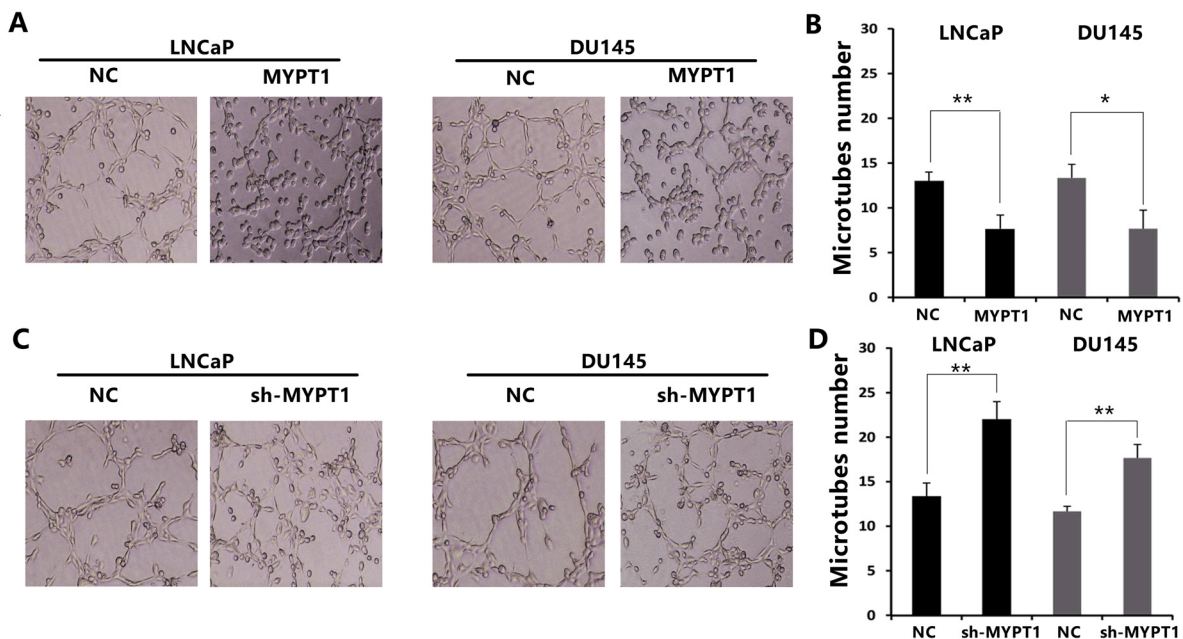 A
LNCaP
NC MYPT1
DU145
NC MYPT1
B
LNCaP DU145
Microtubes number
30
25
20
15
10
5
0
** *
NC MYPT1 NC MYPT1
C
LNCaP
NC sh-MYPT1
DU145
NC sh-MYPT1
D
LNCaP DU145
Microtubes number
30
25
20
15
10
5
0
** **
NC sh-MYPT1 NC sh-MYPT1